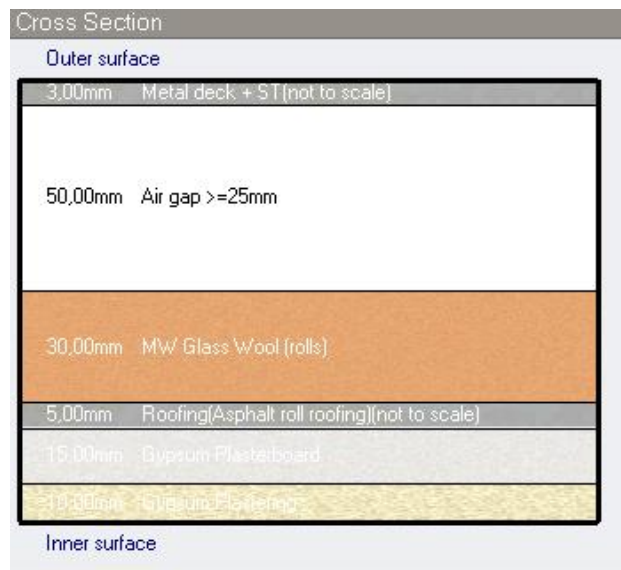 Cross Section
Outer surface
3,00mm Metal deck + ST(not to scale)
50,00mm Air gap >=25mm
30,00mm MW Glass Wool (rolls)
5,00mm Roofing(Asphalt roll roofing)(not to scale)
15,00mm Gypsum Plasterboard
10,00mm Gypsum Plastering
Inner surface